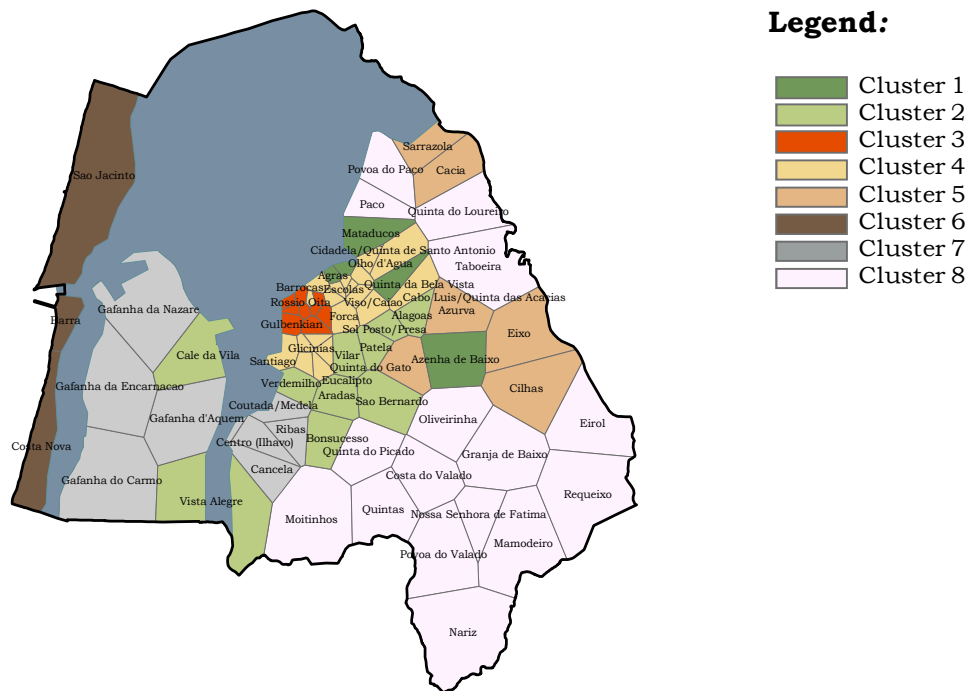 Legend:
Cluster 1
Cluster 2
Cluster 3
Cluster 4
Cluster 5
Cluster 6
Cluster 7
Cluster 8
Sarrazola
Povoa do Paço
Cacia
Sao Jacinto
Paco
Quinta do Loureiro
Mataducos
Cidadela/Quinta de Santo Antonio
Olho d'Agua
Taboeira
Agras
Quinta da Bela Vista
Barrocas
Escolas
Rossio
Oita
Viso/Caiao
Cabo
Luis/Quinta das Acacias
Gafanha da Nazare
Barra
Gulbenkian
Forca
Alagoas
Azurva
Sol Posto/Presa
Eixo
Glicinias
Patela
Cale da Vila
Santiago
Vilar
Azenha de Baixo
Quinta do Gato
Verdemilho
Eucalipto
Gafanha da Encarnacao
Aradas
Sao Bernardo
Cilhas
Coutada/Medela
Gafanha d'Aquem
Oliveirinha
Eirol
Ribas
Costa Nova
Centro (Ilhavo)
Bonsucesso
Quinta do Picado
Granja de Baixo
Cancela
Costa do Valado
Gafanha do Carmo
Requeixo
Vista Alegre
Quintas
Nossa Senhora de Fatima
Moitinhos
Mamodeiro
Povoa do Valado
Nariz